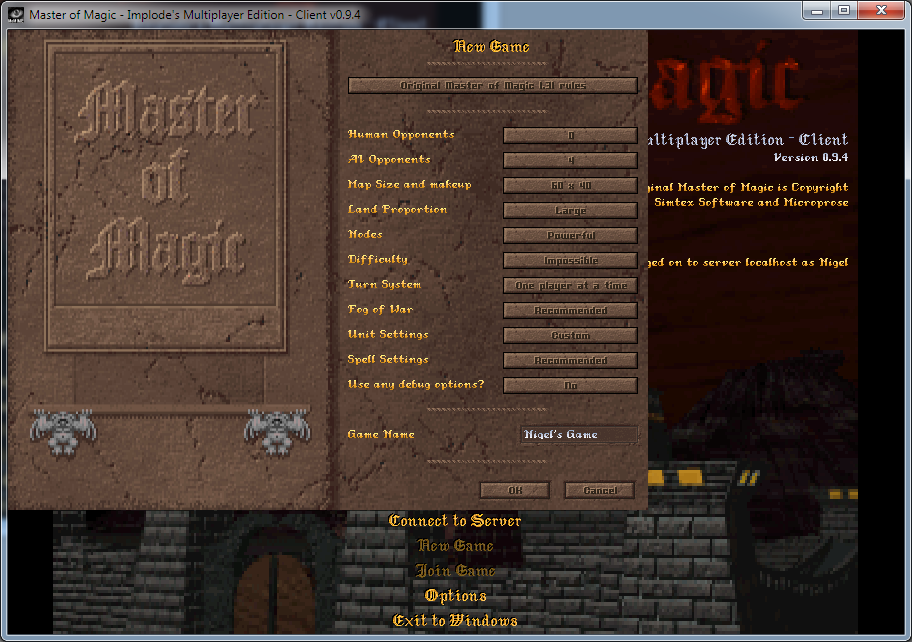 Master of Magic - Implode's Multiplayer Edition - Client v0.9.4
Master
of
Magic
New Game
Original Master of Magic 1.31 rules
Human Opponents 0
AI Opponents 4
Map Size and makeup 60 x 40
Land Proportion Large
Nodes Powerful
Difficulty Impossible
Turn System One player at a time
Fog of War Recommended
Unit Settings Custom
Spell Settings Recommended
Use any debug options? No
Game Name Nigel's Game
OK Cancel
agic
ultiplayer Edition - Client
Version 0.9.4
ginal Master of Magic is Copyright
Simtex Software and Microprose
ged on to server localhost as Nigel
Connect to Server
New Game
Join Game
Options
Exit to Windows